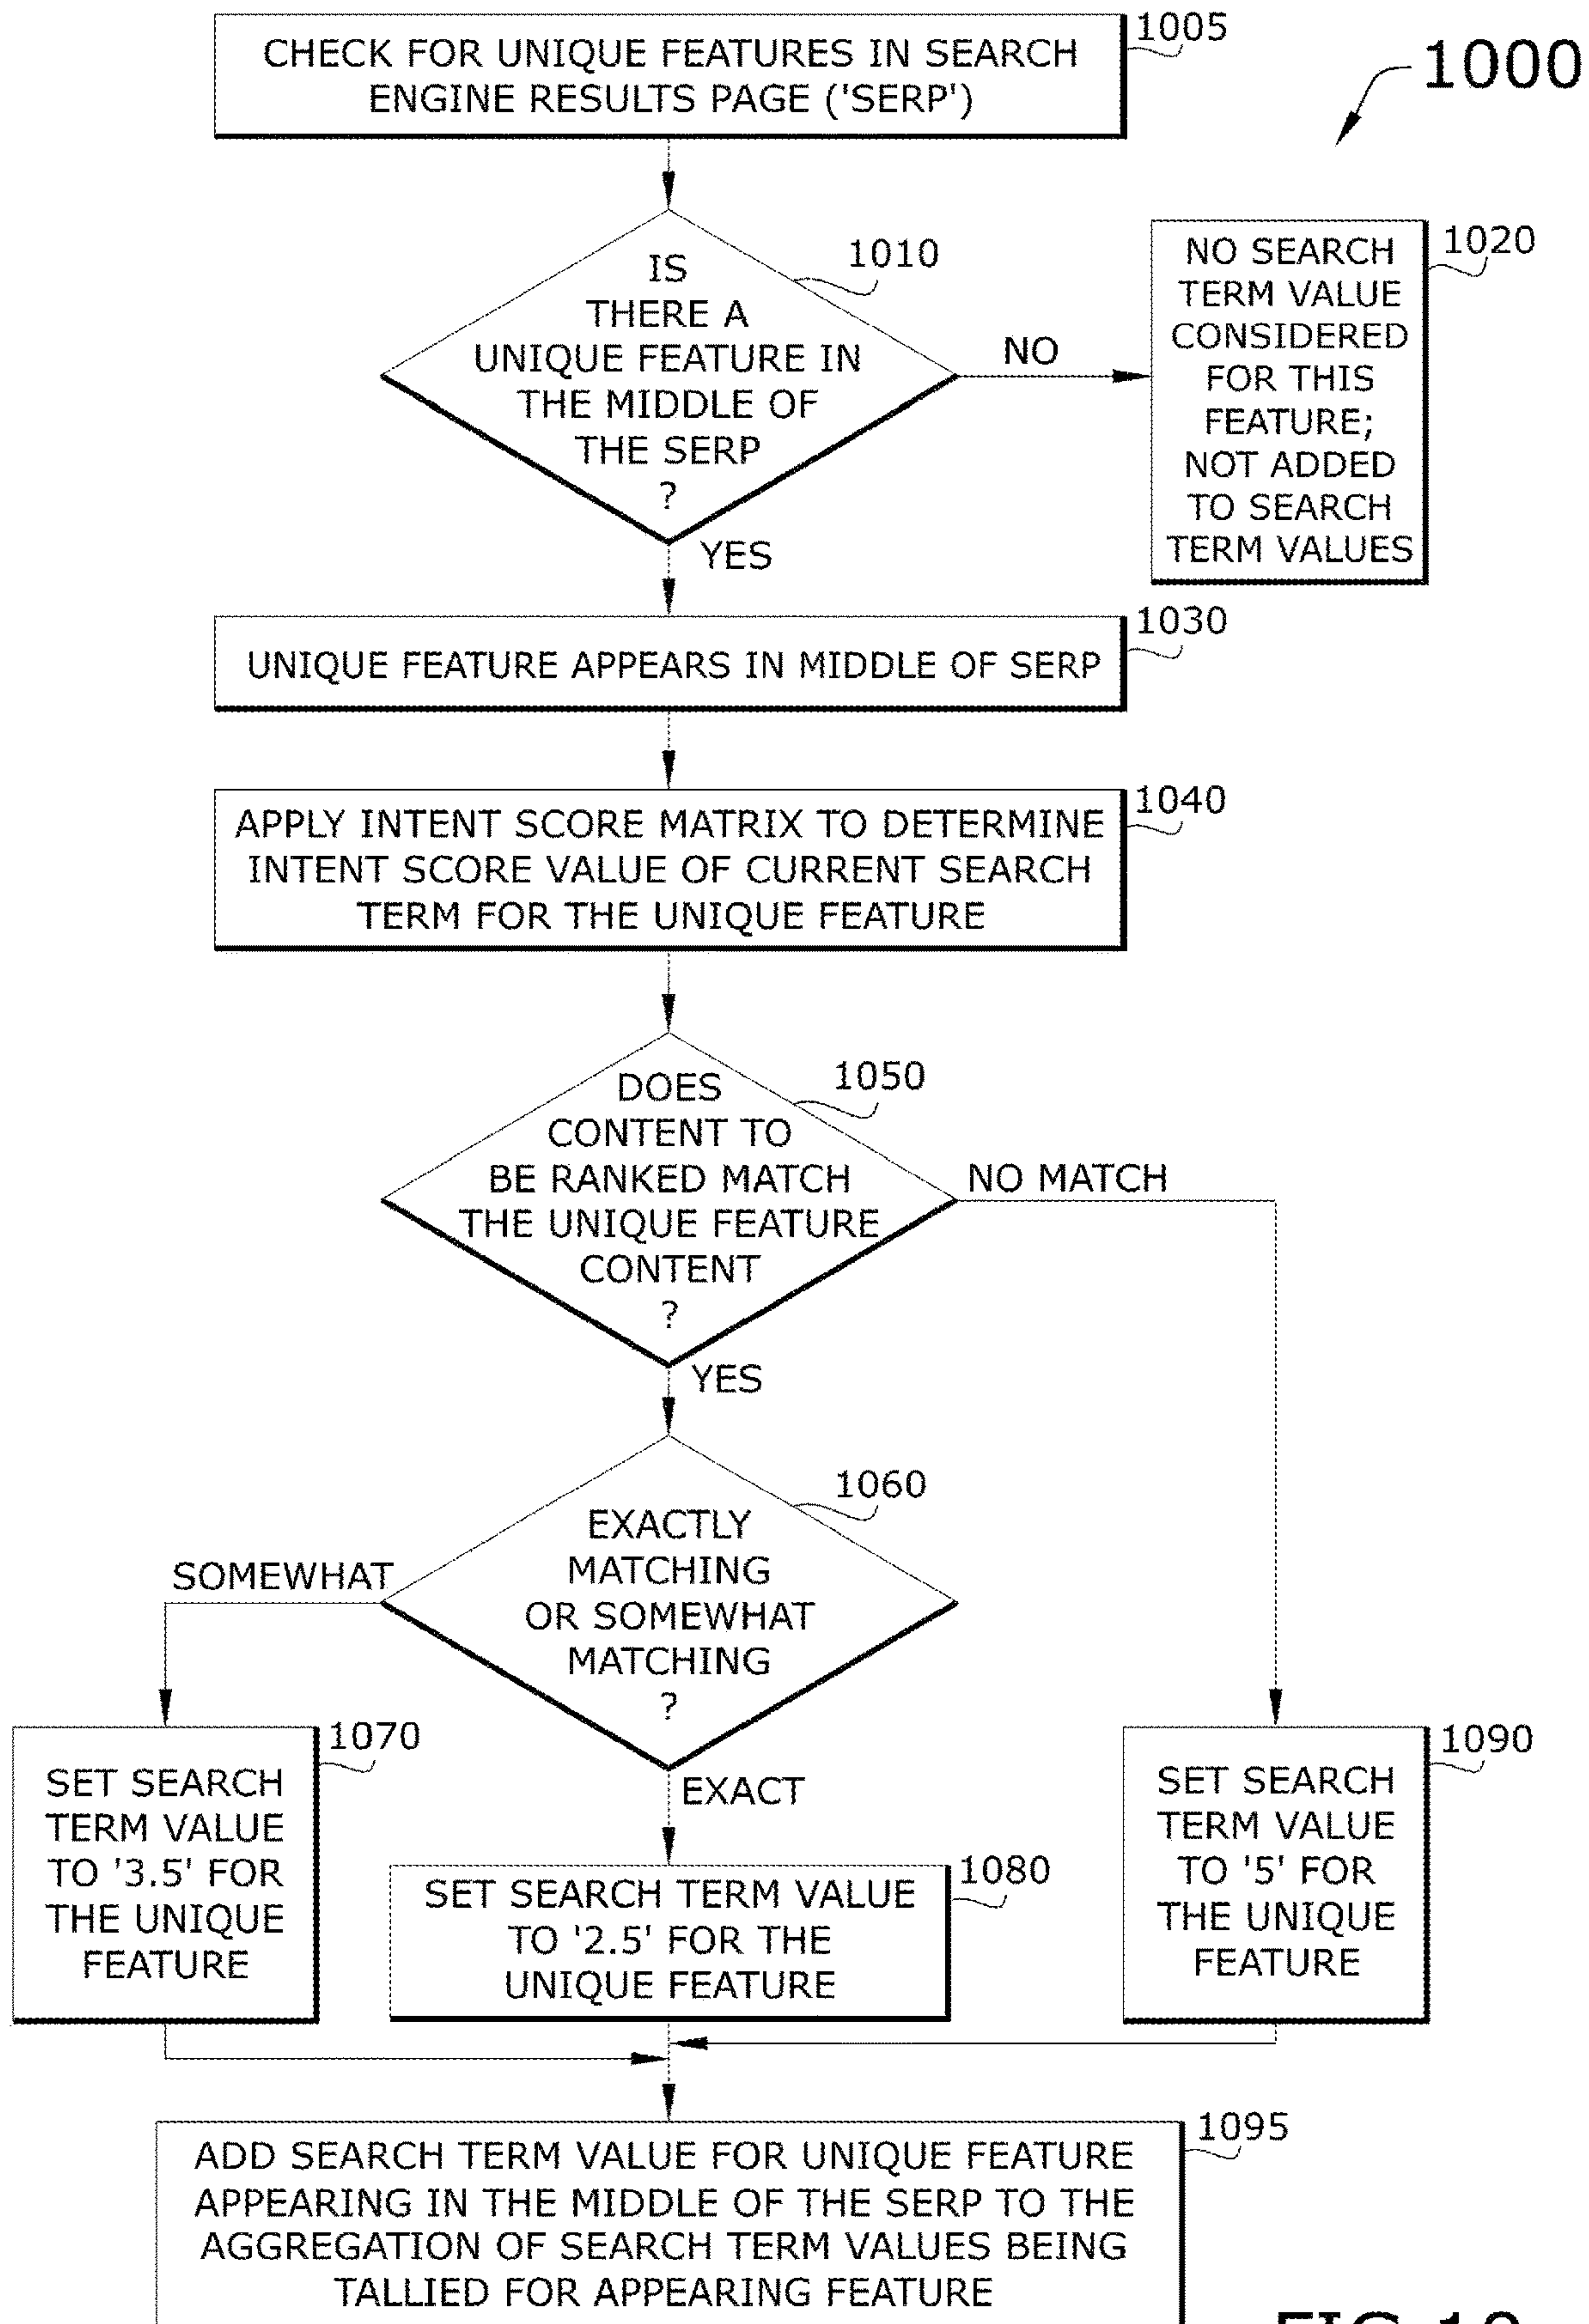 1005
CHECK FOR UNIQUE FEATURES IN SEARCH
ENGINE RESULTS PAGE ('SERP')
1000
1010
IS
THERE A
UNIQUE FEATURE IN
THE MIDDLE OF
THE SERP
?
NO
1020
NO SEARCH
TERM VALUE
CONSIDERED
FOR THIS
FEATURE;
NOT ADDED
TO SEARCH
TERM VALUES
YES
1030
UNIQUE FEATURE APPEARS IN MIDDLE OF SERP
1040
APPLY INTENT SCORE MATRIX TO DETERMINE
INTENT SCORE VALUE OF CURRENT SEARCH
TERM FOR THE UNIQUE FEATURE
1050
DOES
CONTENT TO
BE RANKED MATCH
THE UNIQUE FEATURE
CONTENT
?
NO MATCH
YES
1060
EXACTLY
MATCHING
OR SOMEWHAT
MATCHING
?
SOMEWHAT
EXACT
1070
SET SEARCH
TERM VALUE
TO '3.5' FOR
THE UNIQUE
FEATURE
1080
SET SEARCH TERM VALUE
TO '2.5' FOR THE
UNIQUE FEATURE
1090
SET SEARCH
TERM VALUE
TO '5' FOR
THE UNIQUE
FEATURE
1095
ADD SEARCH TERM VALUE FOR UNIQUE FEATURE
APPEARING IN THE MIDDLE OF THE SERP TO THE
AGGREGATION OF SEARCH TERM VALUES BEING
TALLIED FOR APPEARING FEATURE